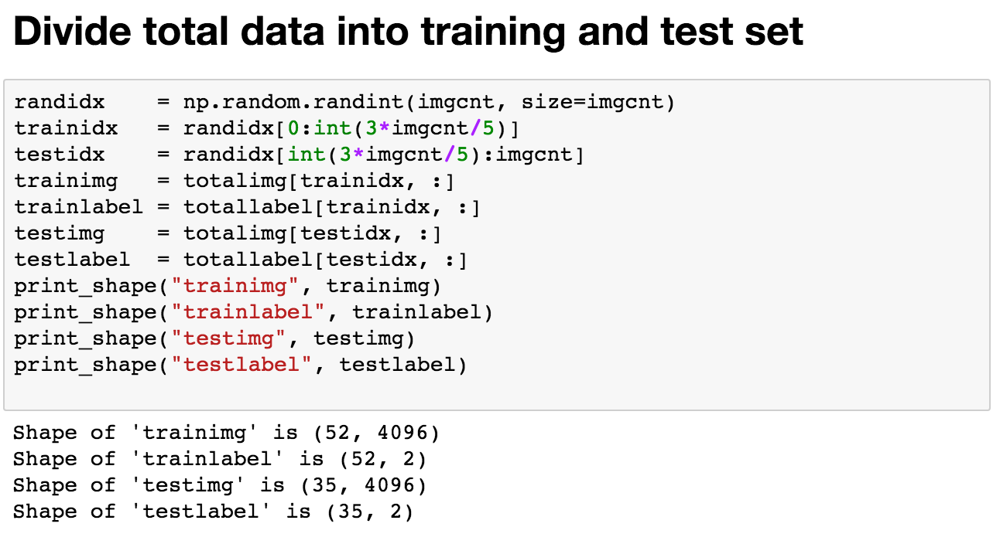 Divide total data into training and test set
randidx    = np.random.randint(imgcnt, size=imgcnt)
trainidx   = randidx[0:int(3*imgcnt/5)]
testidx    = randidx[int(3*imgcnt/5):imgcnt]
trainimg   = totalimg[trainidx, :]
trainlabel = totallabel[trainidx, :]
testimg    = totalimg[testidx, :]
testlabel  = totallabel[testidx, :]
print_shape("trainimg", trainimg)
print_shape("trainlabel", trainlabel)
print_shape("testimg", testimg)
print_shape("testlabel", testlabel)
Shape of 'trainimg' is (52, 4096)
Shape of 'trainlabel' is (52, 2)
Shape of 'testimg' is (35, 4096)
Shape of 'testlabel' is (35, 2)